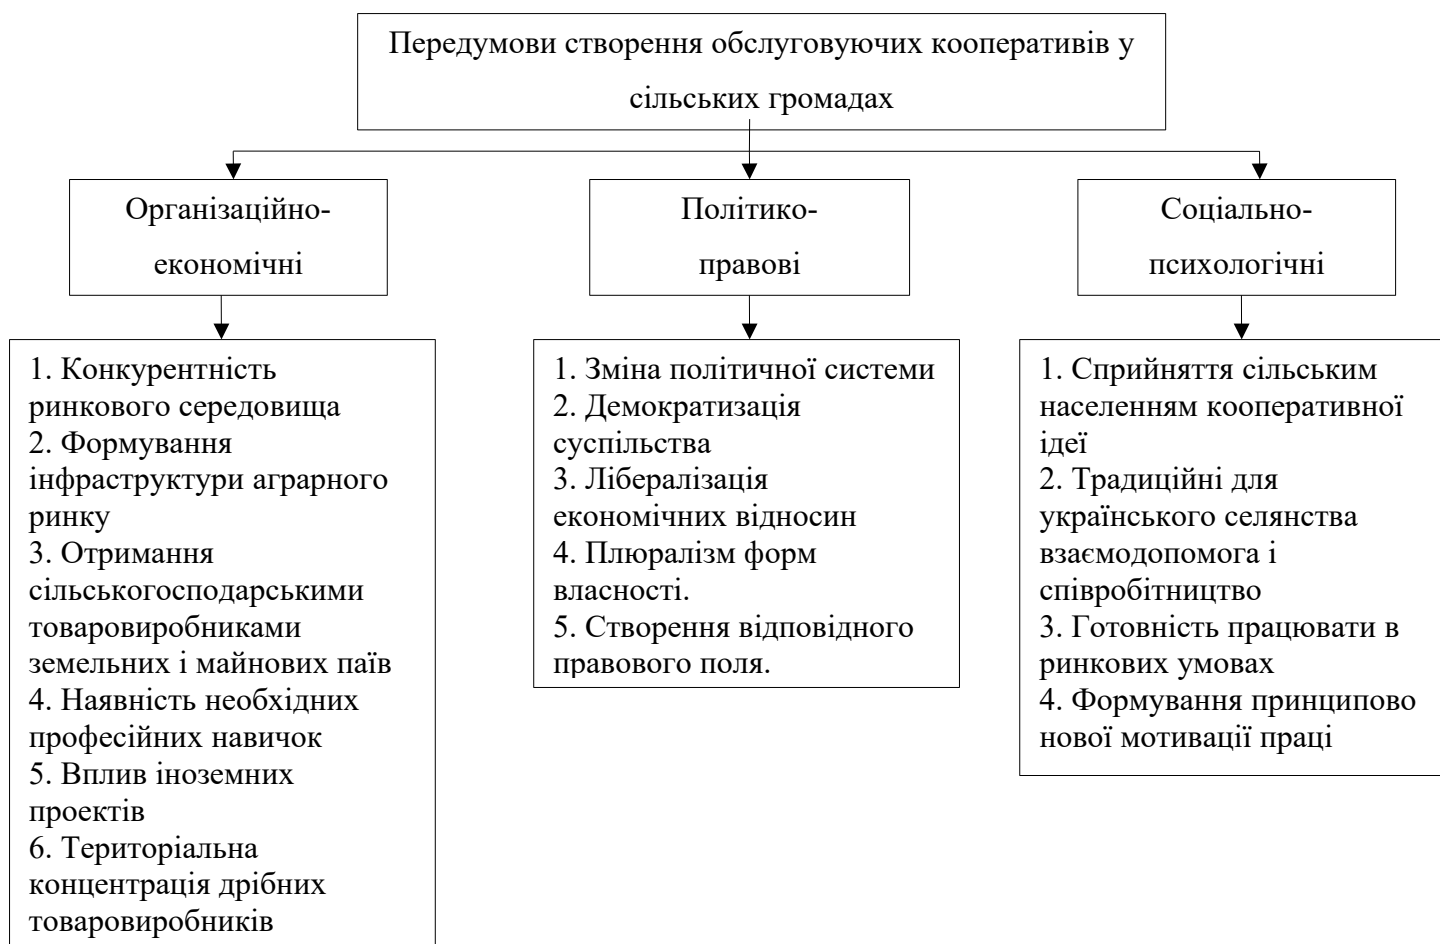 Передумови створення обслуговуючих кооперативів у
сільських громадах
Організаційно-
економічні
Політико-
правові
Соціально-
психологічні
1. Конкурентність
ринкового середовища
2. Формування
інфраструктури аграрного
ринку
3. Отримання
сільськогосподарськими
товаровиробниками
земельних і майнових паїв
4. Наявність необхідних
професійних навичок
5. Вплив іноземних
проектів
6. Територіальна
концентрація дрібних
товаровиробників
1. Зміна політичної системи
2. Демократизація
суспільства
3. Лібералізація
економічних відносин
4. Плюралізм форм
власності.
5. Створення відповідного
правового поля.
1. Сприйняття сільським
населенням кооперативної
ідеї
2. Традиційні для
українського селянства
взаємодопомога і
співробітництво
3. Готовність працювати в
ринкових умовах
4. Формування принципово
нової мотивації праці